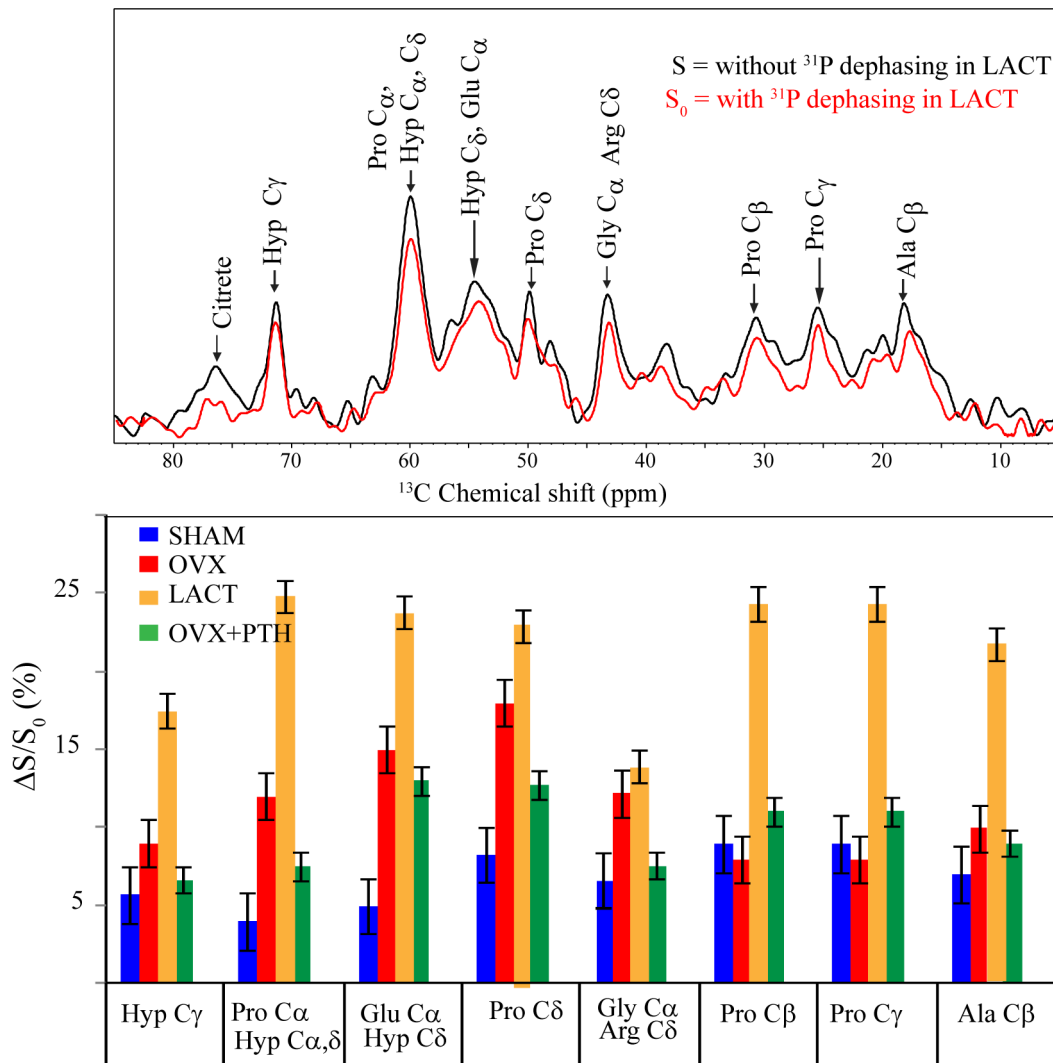 S = without ³¹P dephasing in LACT
S₀ = with ³¹P dephasing in LACT
Citrete
Hyp Cγ
Pro Cα,
Hyp Cα, Cδ
Hyp Cδ, Glu Cα
Pro Cδ
Gly Cα Arg Cδ
Pro Cβ
Pro Cγ
Ala Cβ
80 70 60 50 40 30 20 10
¹³C Chemical shift (ppm)
SHAM
OVX
LACT
OVX+PTH
25
15
5
ΔS/S₀ (%)
Hyp Cγ
Pro Cα
Hyp Cα,δ
Glu Cα
Hyp Cδ
Pro Cδ
Gly Cα
Arg Cδ
Pro Cβ
Pro Cγ
Ala Cβ